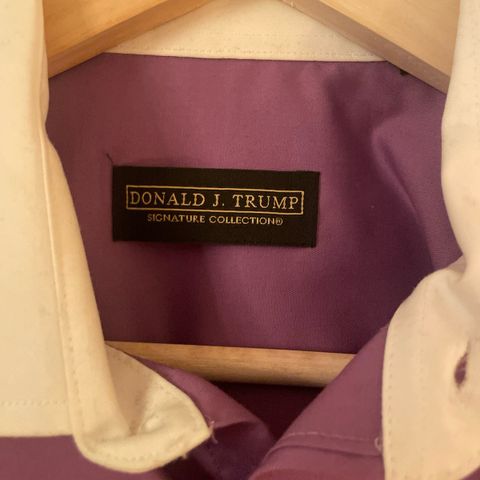 DONALD J. TRUMP
SIGNATURE COLLECTION®